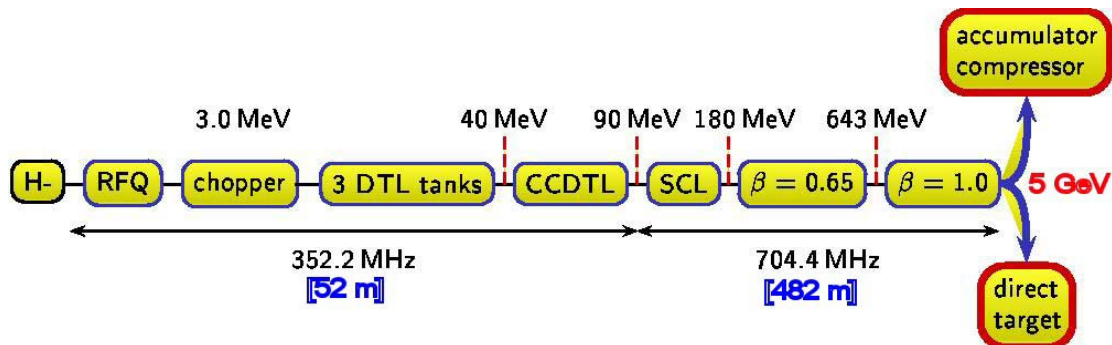 accumulator
compressor
3.0 MeV
40 MeV
90 MeV
180 MeV
643 MeV
H-
RFQ
chopper
3 DTL tanks
CCDTL
SCL
β = 0.65
β = 1.0
5 GeV
352.2 MHz
[52 m]
704.4 MHz
[482 m]
direct
target